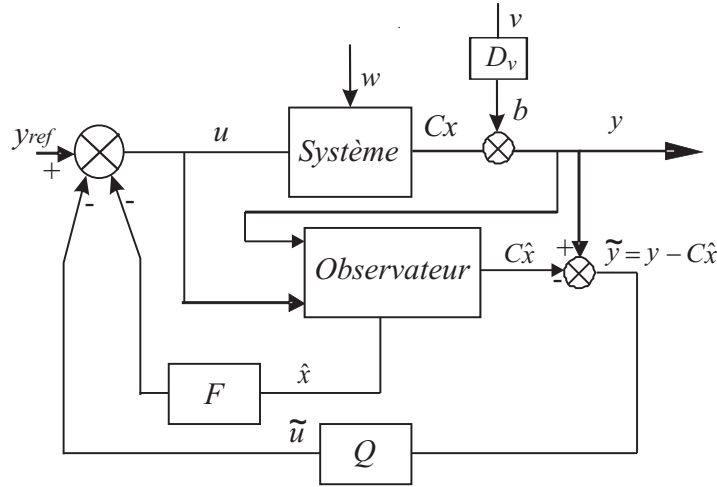 v
D_v
w
b
y_ref
+
-
-
u
Système
Cx
y
Observateur
Cx̂
+
-
ỹ = y − Cx̂
F
x̂
ũ
Q